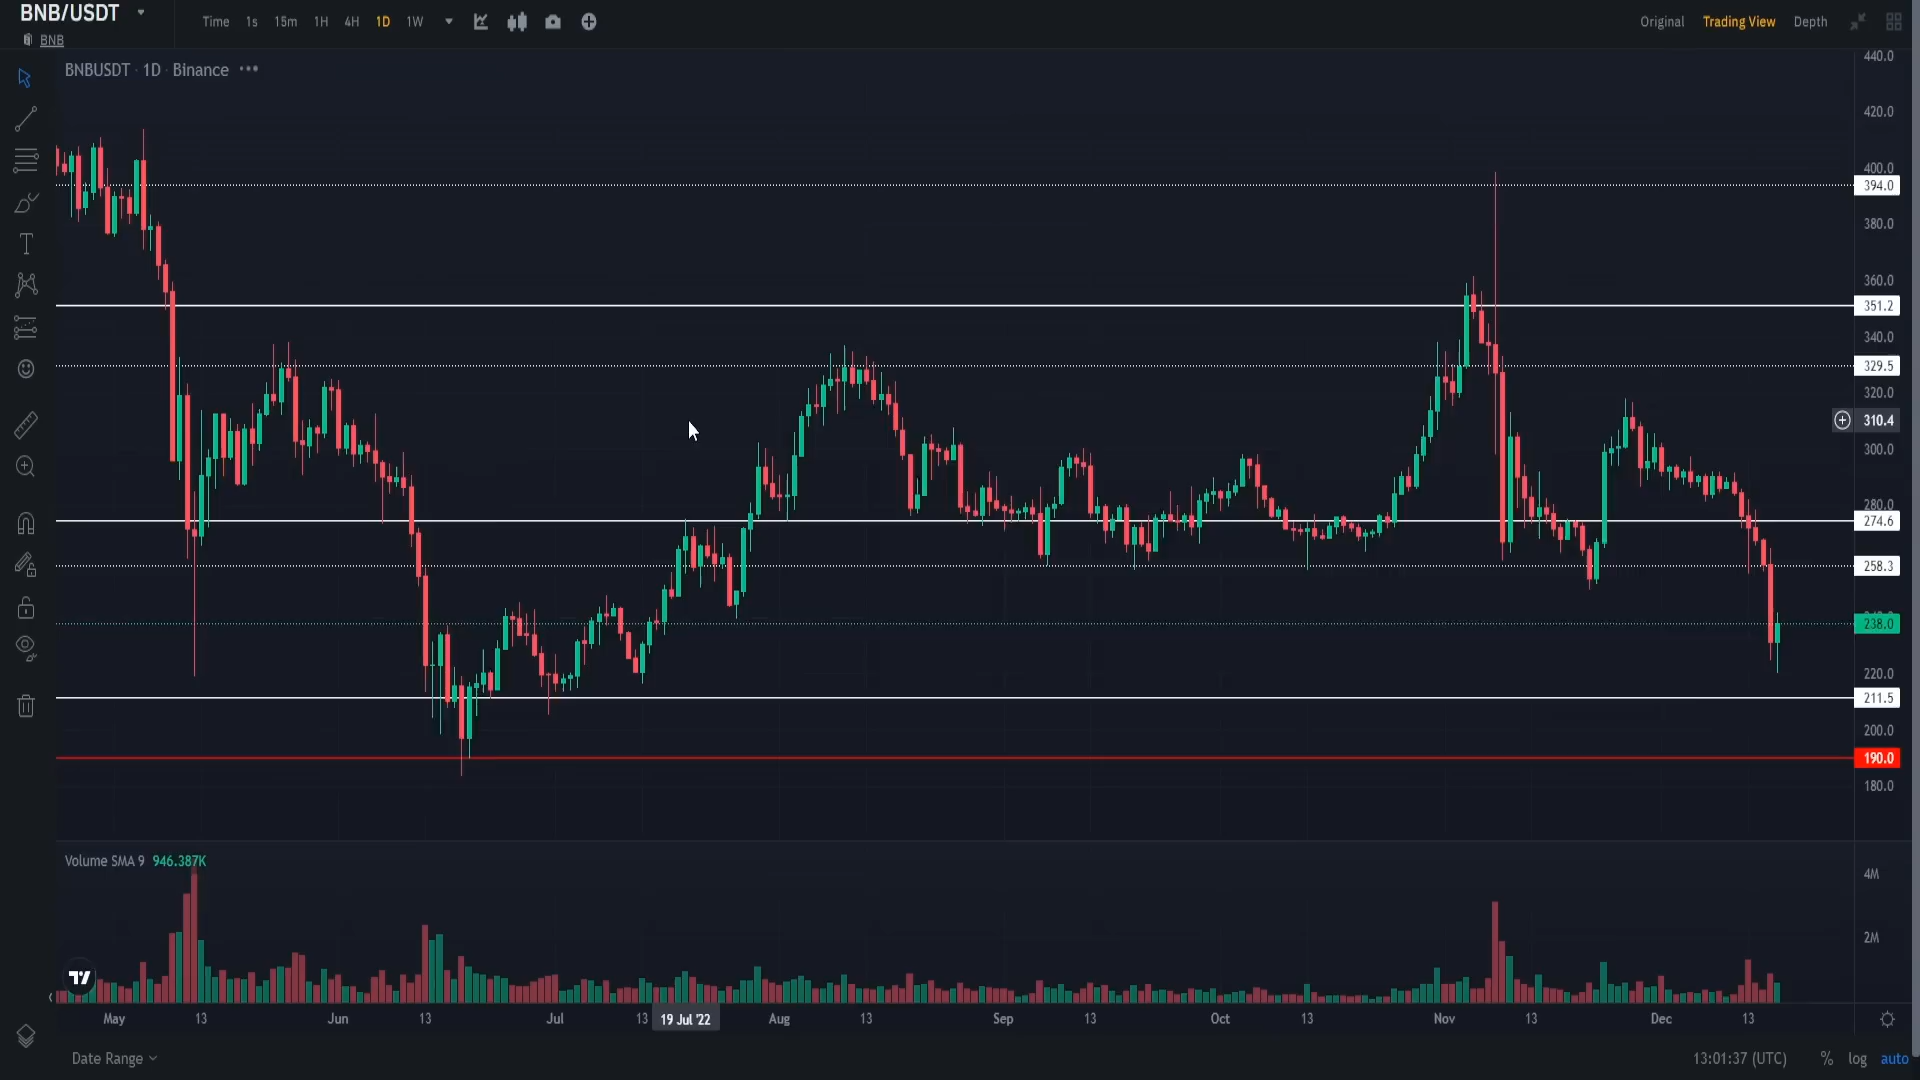 BNB/USDT
BNB
Time 1s 15m 1H 4H 1D 1W
Original Trading View Depth
BNBUSDT · 1D · Binance •••
440.0
420.0
400.0
394.0
380.0
360.0
351.2
340.0
329.5
320.0
310.4
300.0
280.0
274.6
258.3
238.0
220.0
211.5
200.0
190.0
180.0
Volume SMA 9 946.387K
4M
2M
May 13 Jun 13 Jul 13 19 Jul '22 Aug 13 Sep 13 Oct 13 Nov 13 Dec 13
Date Range 13:01:37 (UTC) % log auto